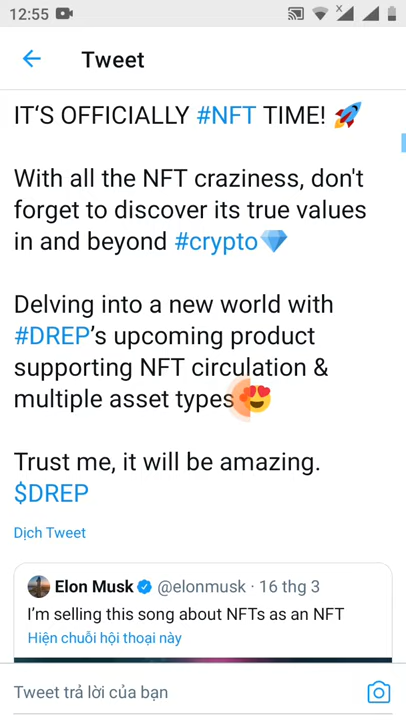 12:55
Tweet
IT‘S OFFICIALLY #NFT TIME! 🚀
With all the NFT craziness, don't
forget to discover its true values
in and beyond #crypto💎
Delving into a new world with
#DREP’s upcoming product
supporting NFT circulation &
multiple asset types 😍
Trust me, it will be amazing.
$DREP
Dịch Tweet
Elon Musk @elonmusk · 16 thg 3
I’m selling this song about NFTs as an NFT
Hiện chuỗi hội thoại này
Tweet trả lời của bạn